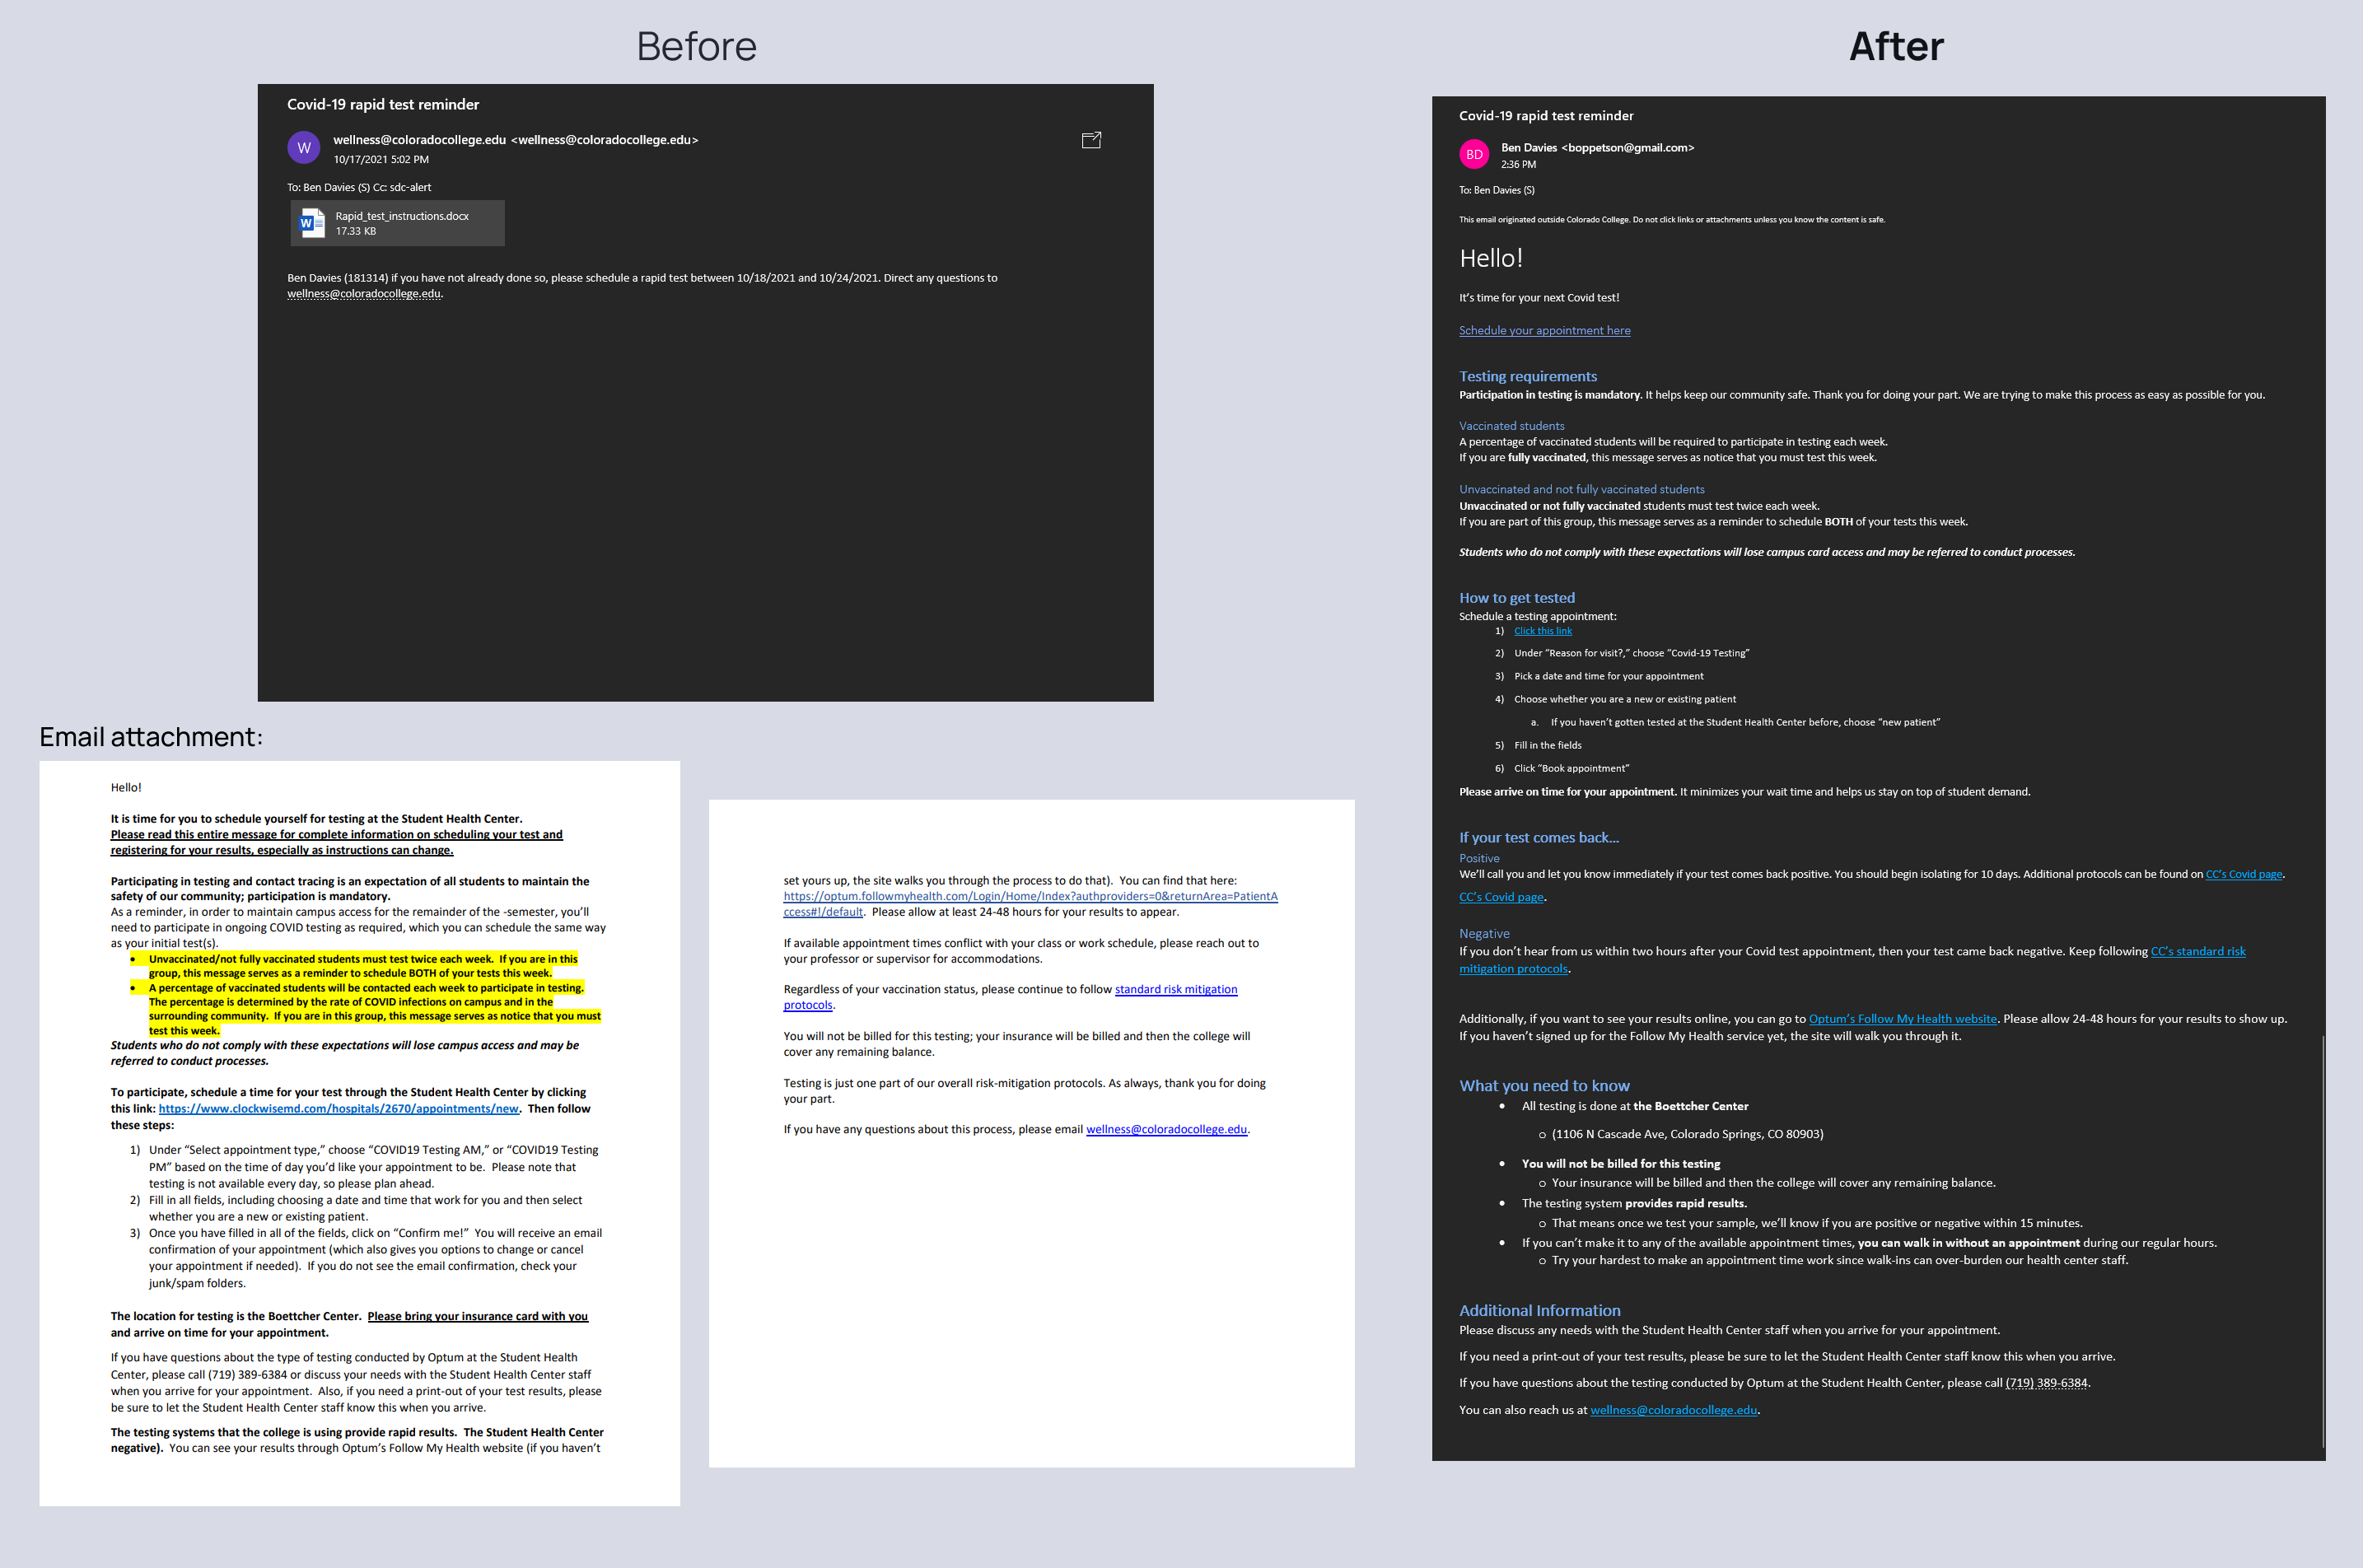 Before
Covid-19 rapid test reminder
W
wellness@coloradocollege.edu <wellness@coloradocollege.edu>
10/17/2021 5:02 PM
To: Ben Davies (S) Cc: sdc-alert
W
Rapid_test_instructions.docx
17.33 KB
Ben Davies (181314) if you have not already done so, please schedule a rapid test between 10/18/2021 and 10/24/2021. Direct any questions to
wellness@coloradocollege.edu.
Email attachment:
Hello!
It is time for you to schedule yourself for testing at the Student Health Center.
Please read this entire message for complete information on scheduling your test and
registering for your results, especially as instructions can change.
Participating in testing and contact tracing is an expectation of all students to maintain the
safety of our community; participation is mandatory.
As a reminder, in order to maintain campus access for the remainder of the -semester, you'll
need to participate in ongoing COVID testing as required, which you can schedule the same way
as your initial test(s).
• Unvaccinated/not fully vaccinated students must test twice each week. If you are in this
group, this message serves as a reminder to schedule BOTH of your tests this week.
• A percentage of vaccinated students will be contacted each week to participate in testing.
The percentage is determined by the rate of COVID infections on campus and in the
surrounding community. If you are in this group, this message serves as notice that you must
test this week.
Students who do not comply with these expectations will lose campus access and may be
referred to conduct processes.
To participate, schedule a time for your test through the Student Health Center by clicking
this link: https://www.clockwisemd.com/hospitals/2670/appointments/new. Then follow
these steps:
1) Under "Select appointment type," choose "COVID19 Testing AM," or "COVID19 Testing
PM" based on the time of day you'd like your appointment to be. Please note that
testing is not available every day, so please plan ahead.
2) Fill in all fields, including choosing a date and time that work for you and then select
whether you are a new or existing patient.
3) Once you have filled in all of the fields, click on "Confirm me!" You will receive an email
confirmation of your appointment (which also gives you options to change or cancel
your appointment if needed). If you do not see the email confirmation, check your
junk/spam folders.
The location for testing is the Boettcher Center. Please bring your insurance card with you
and arrive on time for your appointment.
If you have questions about the type of testing conducted by Optum at the Student Health
Center, please call (719) 389-6384 or discuss your needs with the Student Health Center staff
when you arrive for your appointment. Also, if you need a print-out of your test results, please
be sure to let the Student Health Center staff know this when you arrive.
The testing systems that the college is using provide rapid results. The Student Health Center
negative). You can see your results through Optum's Follow My Health website (if you haven't
set yours up, the site walks you through the process to do that). You can find that here:
https://optum.followmyhealth.com/Login/Home/Index?authproviders=0&returnArea=PatientA
ccess#!/default. Please allow at least 24-48 hours for your results to appear.
If available appointment times conflict with your class or work schedule, please reach out to
your professor or supervisor for accommodations.
Regardless of your vaccination status, please continue to follow standard risk mitigation
protocols.
You will not be billed for this testing; your insurance will be billed and then the college will
cover any remaining balance.
Testing is just one part of our overall risk-mitigation protocols. As always, thank you for doing
your part.
If you have any questions about this process, please email wellness@coloradocollege.edu.
After
Covid-19 rapid test reminder
BD
Ben Davies <boppetson@gmail.com>
2:36 PM
To: Ben Davies (S)
This email originated outside Colorado College. Do not click links or attachments unless you know the content is safe.
Hello!
It's time for your next Covid test!
Schedule your appointment here
Testing requirements
Participation in testing is mandatory. It helps keep our community safe. Thank you for doing your part. We are trying to make this process as easy as possible for you.
Vaccinated students
A percentage of vaccinated students will be required to participate in testing each week.
If you are fully vaccinated, this message serves as notice that you must test this week.
Unvaccinated and not fully vaccinated students
Unvaccinated or not fully vaccinated students must test twice each week.
If you are part of this group, this message serves as a reminder to schedule BOTH of your tests this week.
Students who do not comply with these expectations will lose campus card access and may be referred to conduct processes.
How to get tested
Schedule a testing appointment:
1) Click this link
2) Under "Reason for visit?," choose "Covid-19 Testing"
3) Pick a date and time for your appointment
4) Choose whether you are a new or existing patient
a. If you haven't gotten tested at the Student Health Center before, choose "new patient"
5) Fill in the fields
6) Click "Book appointment"
Please arrive on time for your appointment. It minimizes your wait time and helps us stay on top of student demand.
If your test comes back...
Positive
We'll call you and let you know immediately if your test comes back positive. You should begin isolating for 10 days. Additional protocols can be found on CC's Covid page.
CC's Covid page.
Negative
If you don't hear from us within two hours after your Covid test appointment, then your test came back negative. Keep following CC's standard risk
mitigation protocols.
Additionally, if you want to see your results online, you can go to Optum's Follow My Health website. Please allow 24-48 hours for your results to show up.
If you haven't signed up for the Follow My Health service yet, the site will walk you through it.
What you need to know
• All testing is done at the Boettcher Center
o (1106 N Cascade Ave, Colorado Springs, CO 80903)
• You will not be billed for this testing
o Your insurance will be billed and then the college will cover any remaining balance.
• The testing system provides rapid results.
o That means once we test your sample, we'll know if you are positive or negative within 15 minutes.
• If you can't make it to any of the available appointment times, you can walk in without an appointment during our regular hours.
o Try your hardest to make an appointment time work since walk-ins can over-burden our health center staff.
Additional Information
Please discuss any needs with the Student Health Center staff when you arrive for your appointment.
If you need a print-out of your test results, please be sure to let the Student Health Center staff know this when you arrive.
If you have questions about the testing conducted by Optum at the Student Health Center, please call (719) 389-6384.
You can also reach us at wellness@coloradocollege.edu.